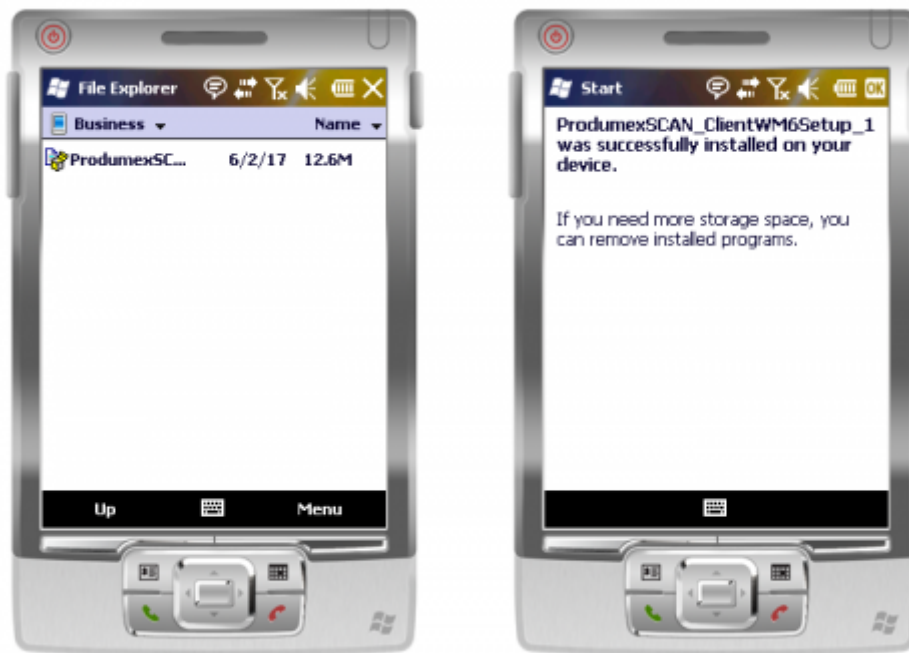 File Explorer
Business Name
ProdumexSC... 6/2/17 12.6M
Up Menu
Start OK
ProdumexSCAN_ClientWM6Setup_1
was successfully installed on your
device.
If you need more storage space, you
can remove installed programs.